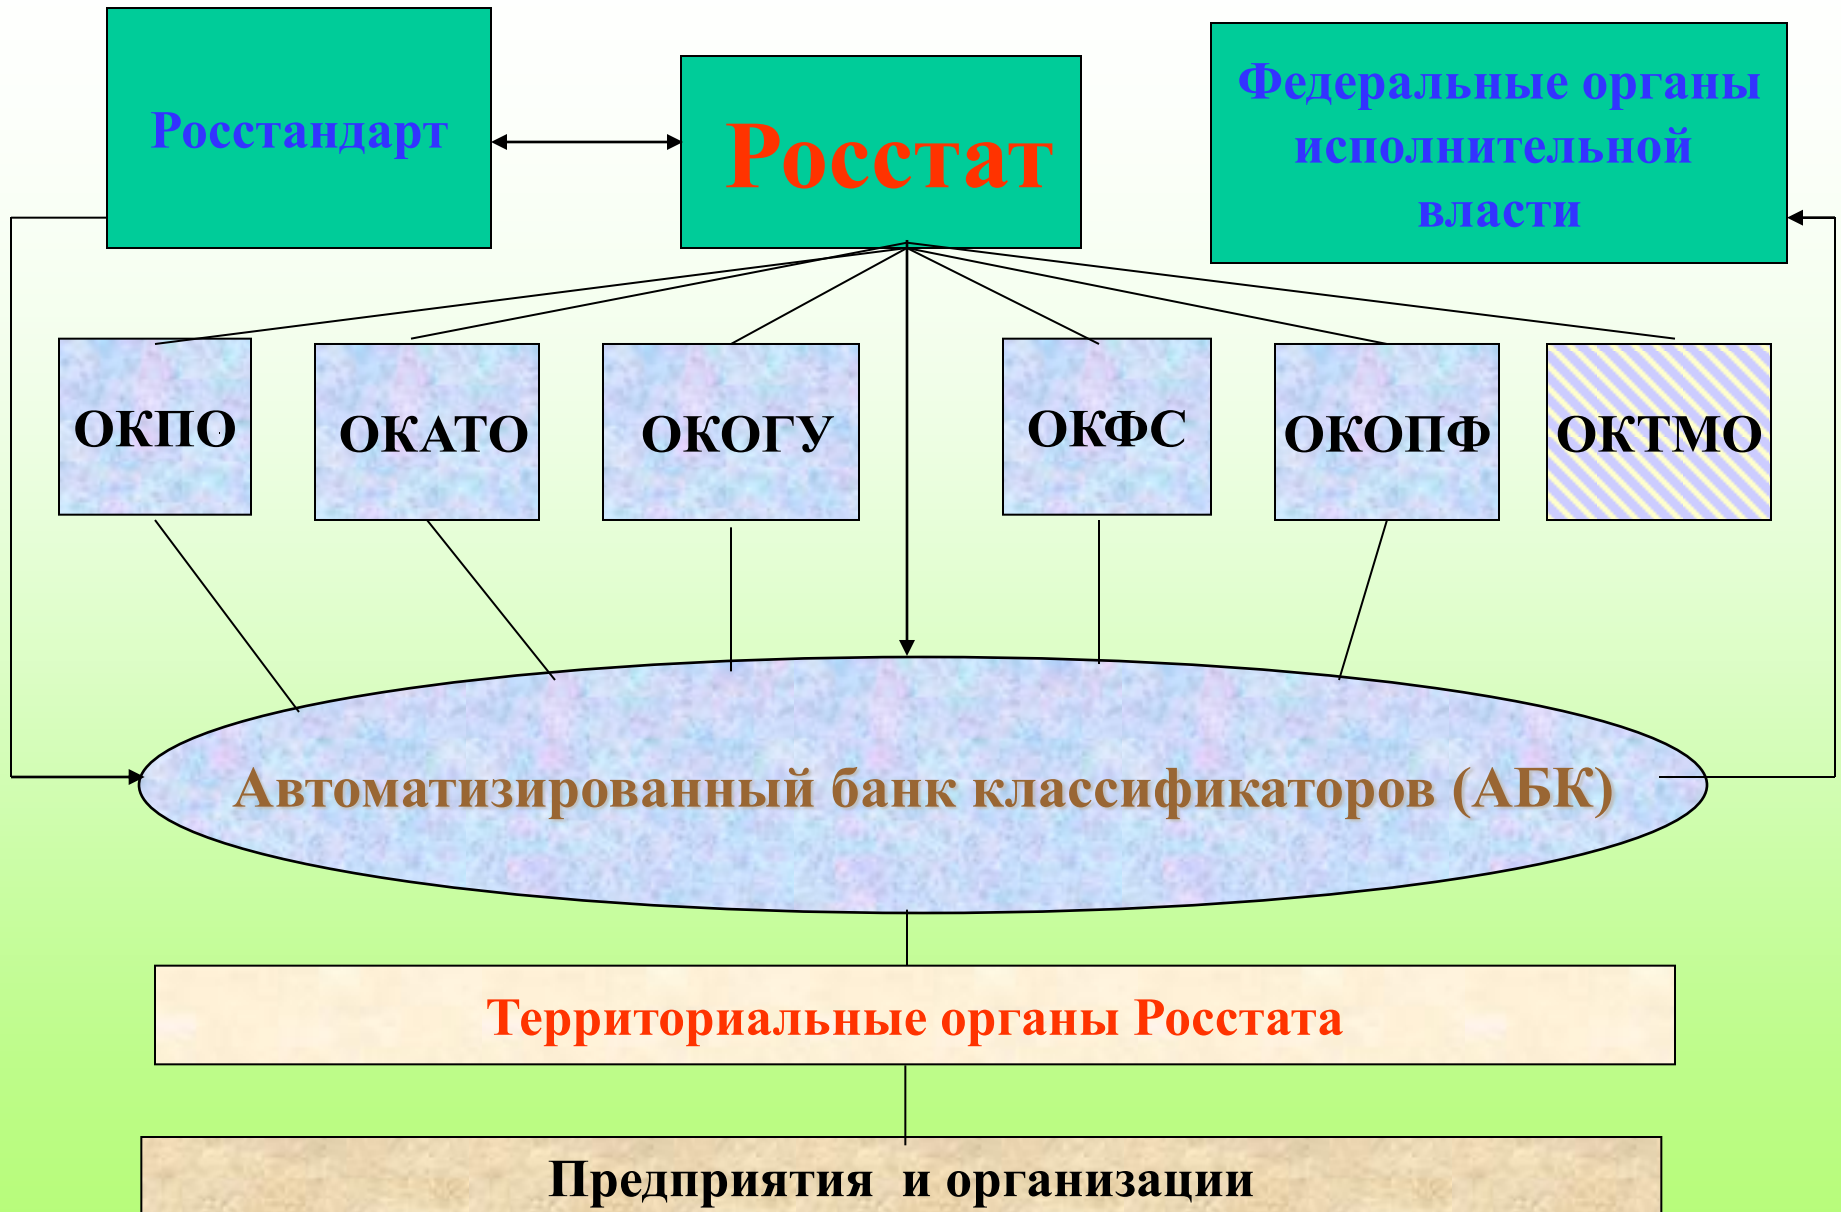 Росстандарт
Росстат
Федеральные органы
исполнительной
власти
ОКПО
ОКАТО
ОКОГУ
ОКФС
ОКОПФ
ОКТМО
Автоматизированный банк классификаторов (АБК)
Территориальные органы Росстата
Предприятия и организации